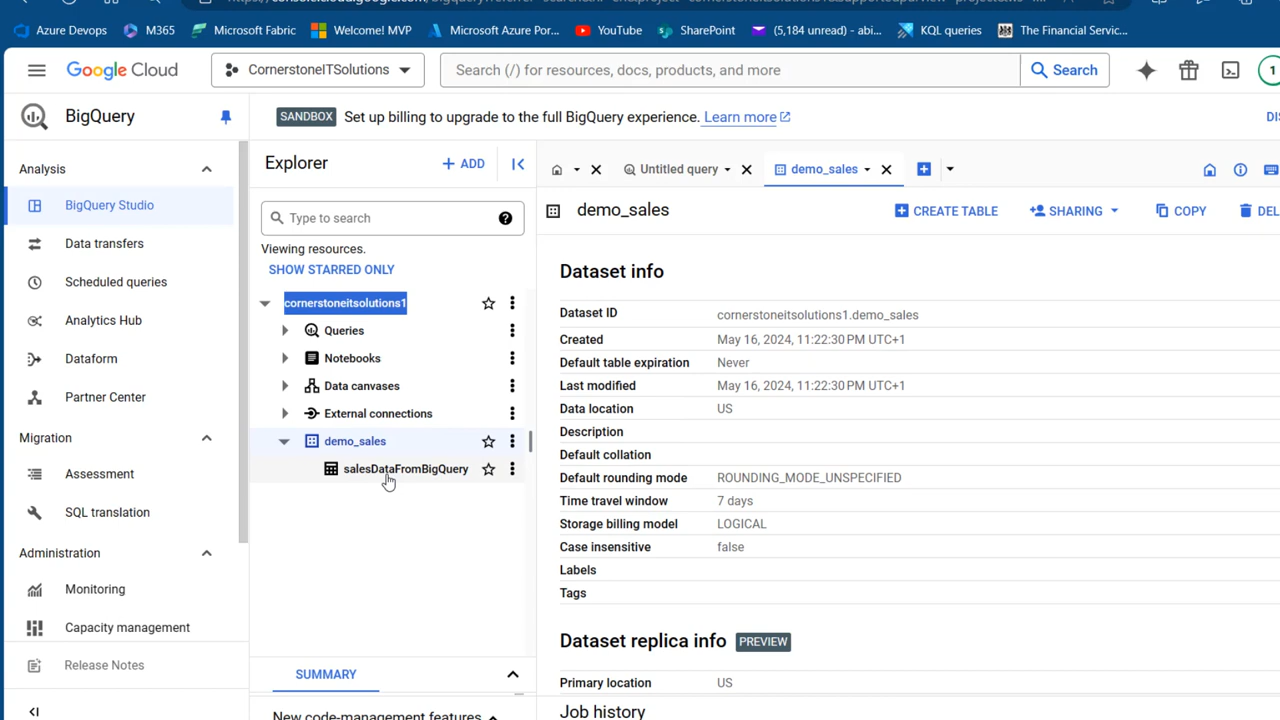 Azure Devops
M365
Microsoft Fabric
Welcome! MVP
Microsoft Azure Por...
YouTube
SharePoint
(5,184 unread) - abi...
KQL queries
The Financial Servic...
Google Cloud
CornerstoneITSolutions
Search (/) for resources, docs, products, and more
Search
1
BigQuery
SANDBOX Set up billing to upgrade to the full BigQuery experience. Learn more
DI
Analysis
BigQuery Studio
Data transfers
Scheduled queries
Analytics Hub
Dataform
Partner Center
Migration
Assessment
SQL translation
Administration
Monitoring
Capacity management
Release Notes
Explorer
+ ADD
Type to search
Viewing resources.
SHOW STARRED ONLY
cornerstoneitsolutions1
Queries
Notebooks
Data canvases
External connections
demo_sales
salesDataFromBigQuery
SUMMARY
New code-management features
Untitled query
demo_sales
demo_sales
CREATE TABLE
SHARING
COPY
DEL
Dataset info
Dataset ID cornerstoneitsolutions1.demo_sales
Created May 16, 2024, 11:22:30 PM UTC+1
Default table expiration Never
Last modified May 16, 2024, 11:22:30 PM UTC+1
Data location US
Description
Default collation
Default rounding mode ROUNDING_MODE_UNSPECIFIED
Time travel window 7 days
Storage billing model LOGICAL
Case insensitive false
Labels
Tags
Dataset replica info PREVIEW
Primary location US
Job history